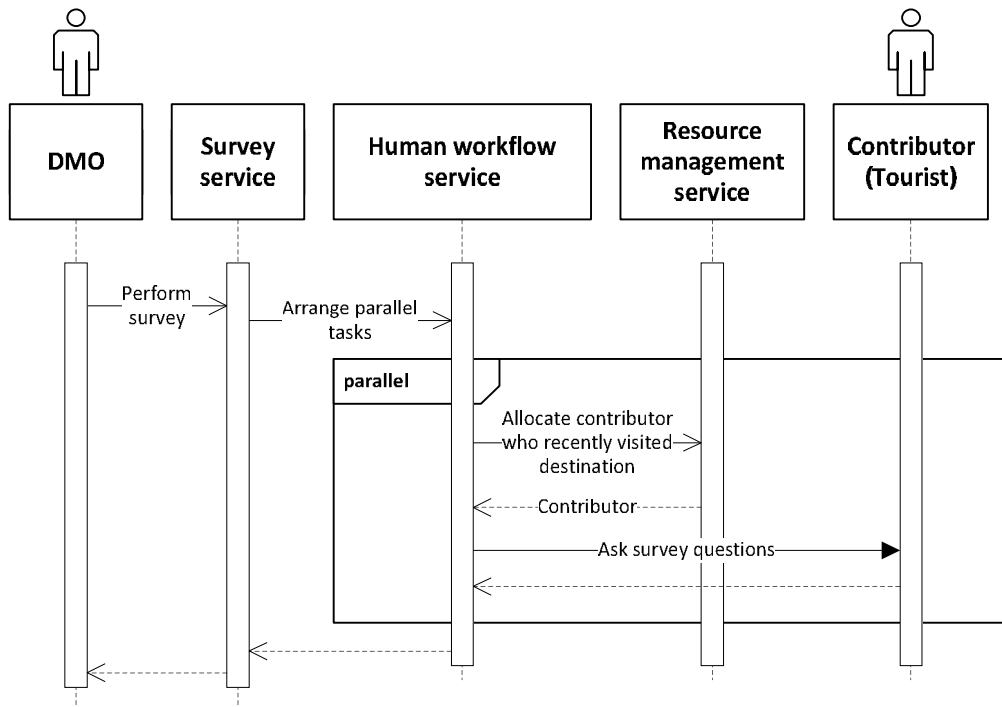 DMO
Survey
service
Human workflow
service
Resource
management
service
Contributor
(Tourist)
Perform
survey
Arrange parallel
tasks
parallel
Allocate contributor
who recently visited
destination
Contributor
Ask survey questions